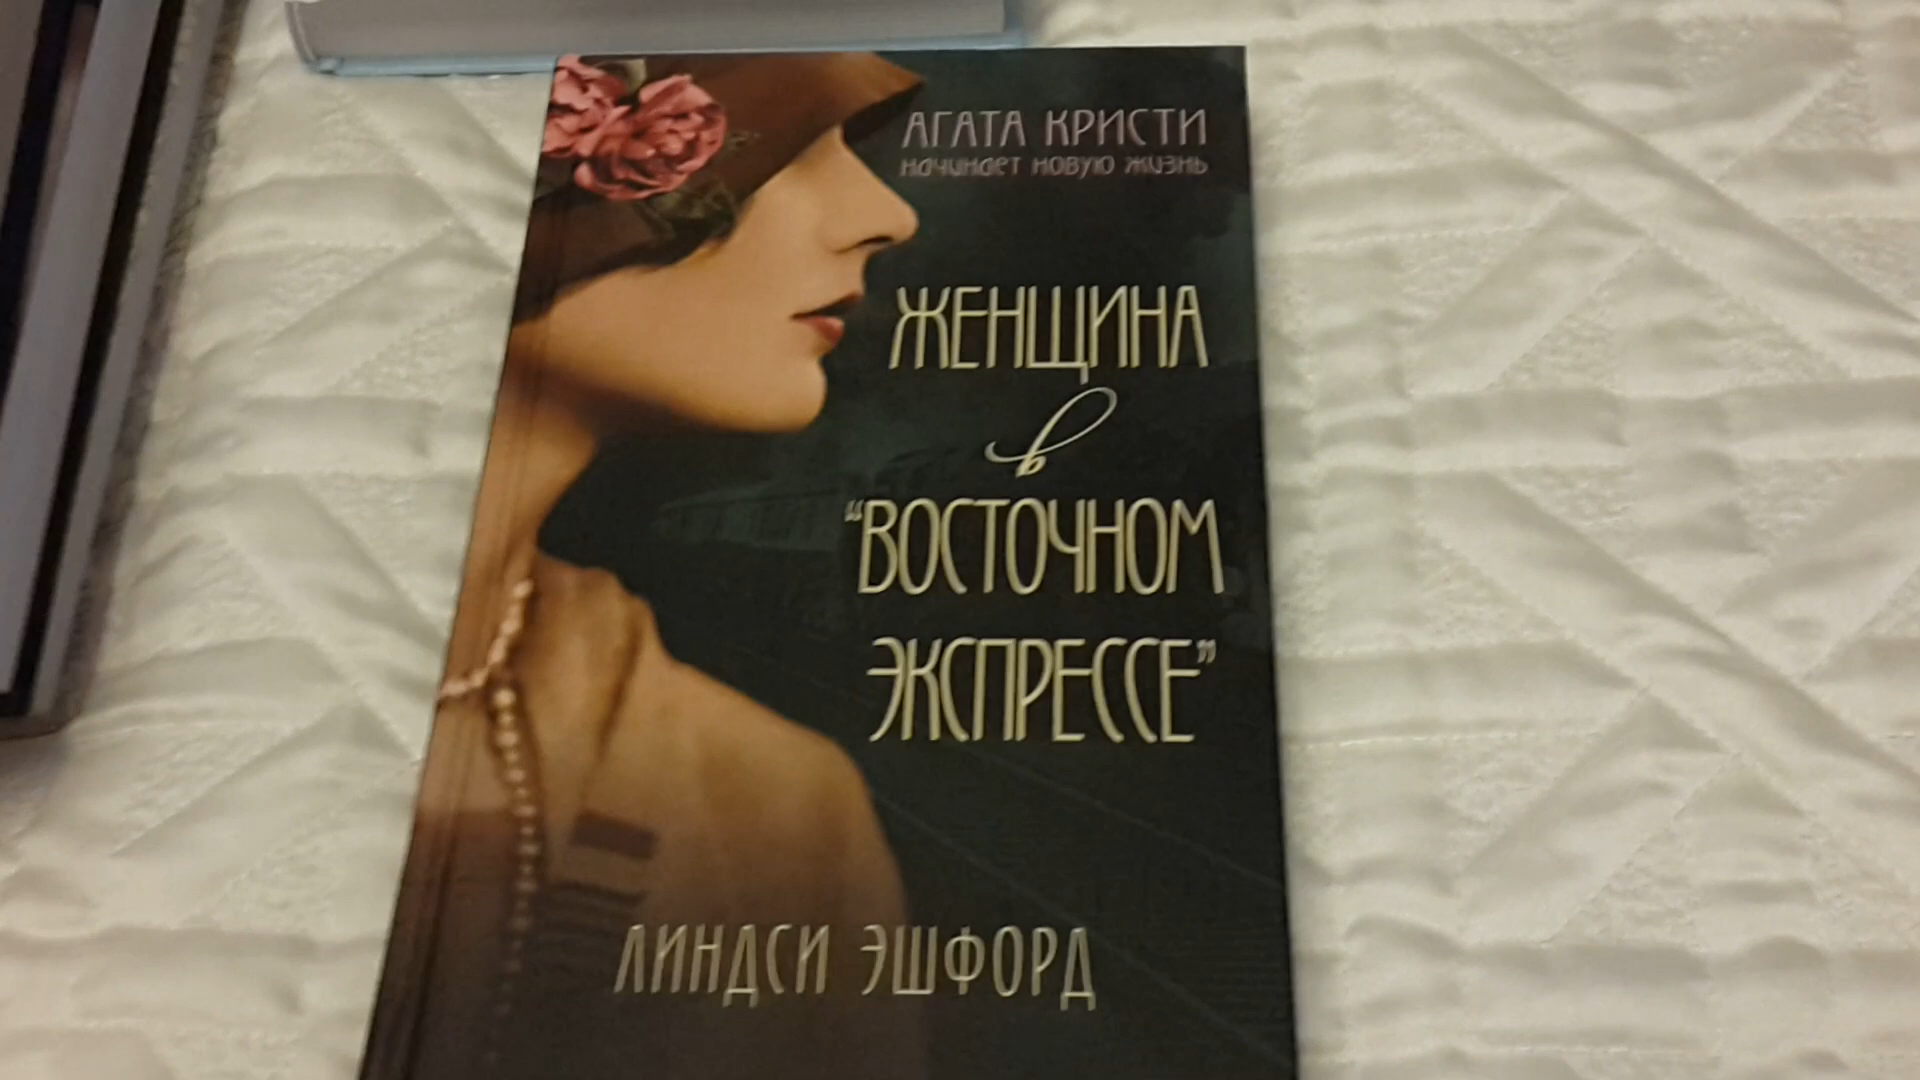 АГАТА КРИСТИ
начинает новую жизнь
ЖЕНЩИНА
в
“ВОСТОЧНОМ
ЭКСПРЕССЕ”
ЛИНДСИ ЭШФОРД